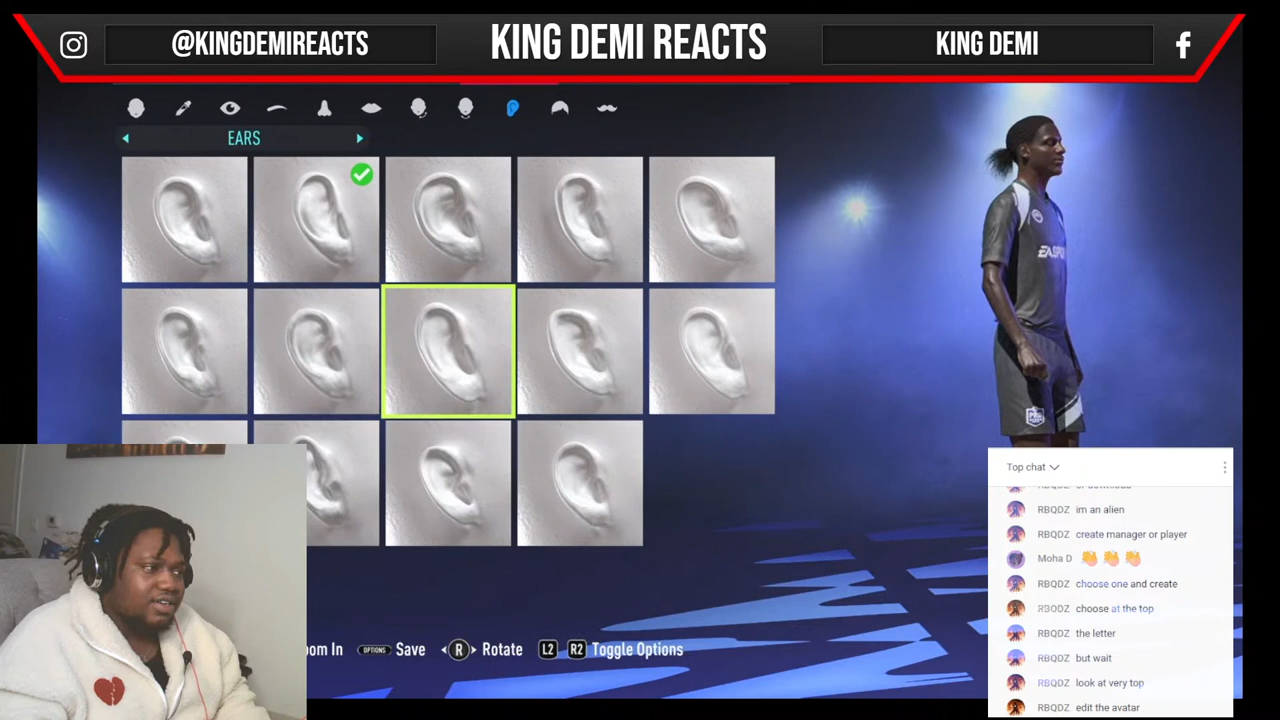 @KINGDEMIREACTS
KING DEMI REACTS
KING DEMI
EARS
EA SPO
Top chat
RBQDZ im an alien
RBQDZ create manager or player
Moha D 👏 👏 👏
RBQDZ choose one and create
RBQDZ choose at the top
RBQDZ the letter
RBQDZ but wait
RBQDZ look at very top
RBQDZ edit the avatar
om In
OPTIONS Save
R Rotate
L2 R2 Toggle Options